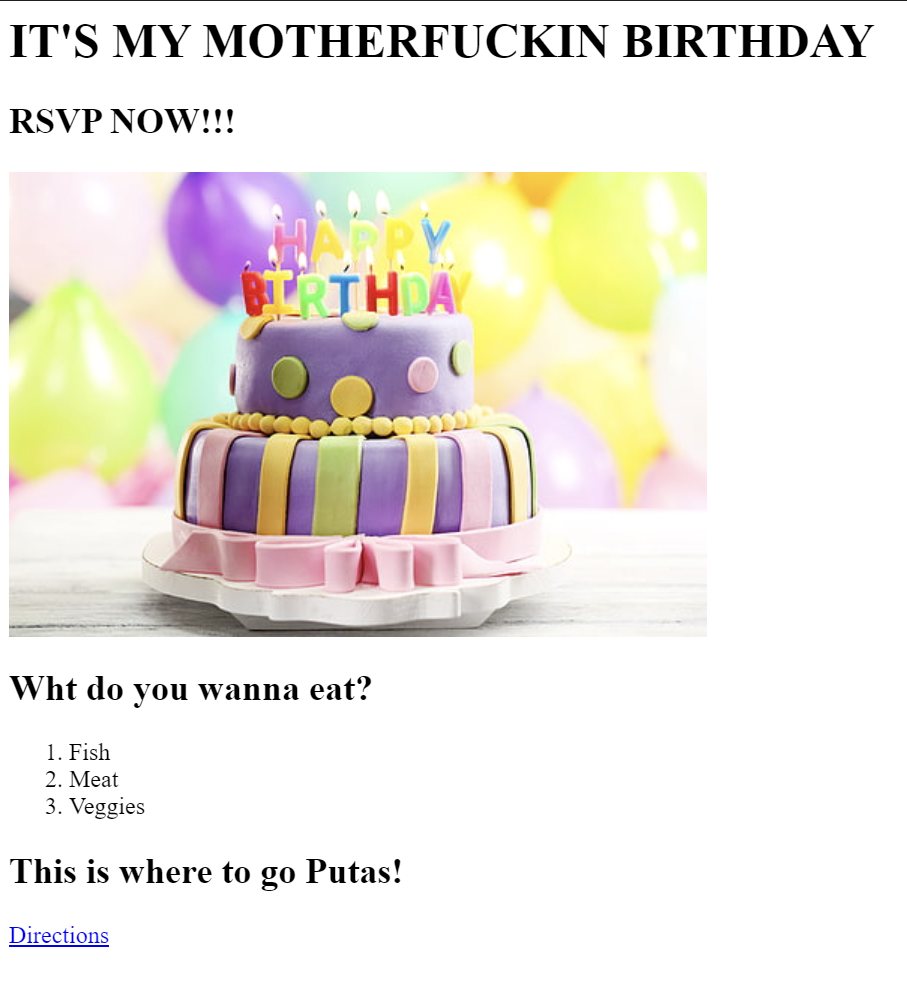 IT'S MY MOTHERFUCKIN BIRTHDAY
RSVP NOW!!!
HAPPY
BIRTHDAY
Wht do you wanna eat?
1. Fish
2. Meat
3. Veggies
This is where to go Putas!
Directions